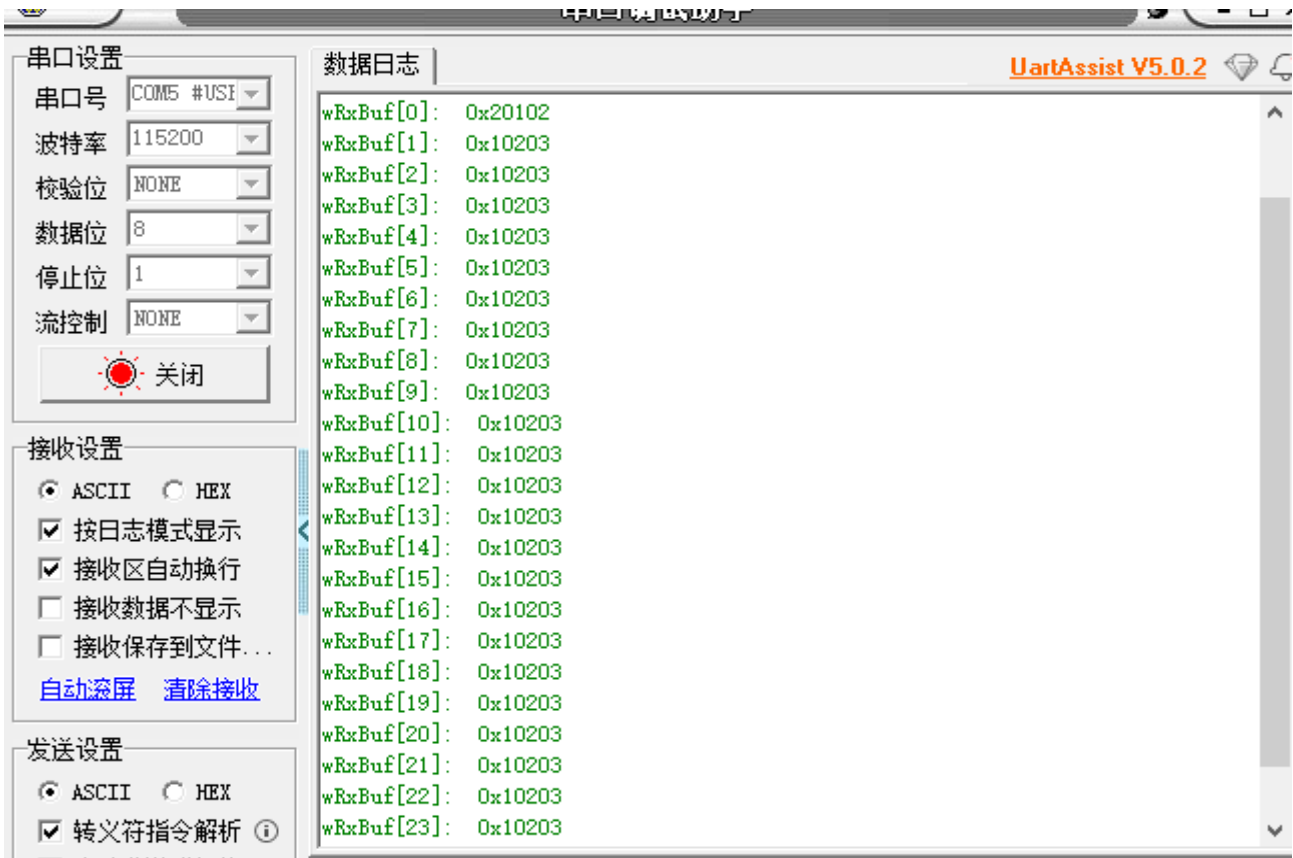 串口调试助手
串口设置
串口号 COM5 #USI
波特率 115200
校验位 NONE
数据位 8
停止位 1
流控制 NONE
关闭
接收设置
ASCII HEX
按日志模式显示
接收区自动换行
接收数据不显示
接收保存到文件...
自动滚屏 清除接收
发送设置
ASCII HEX
转义符指令解析
数据日志
UartAssist V5.0.2
wRxBuf[0]: 0x20102
wRxBuf[1]: 0x10203
wRxBuf[2]: 0x10203
wRxBuf[3]: 0x10203
wRxBuf[4]: 0x10203
wRxBuf[5]: 0x10203
wRxBuf[6]: 0x10203
wRxBuf[7]: 0x10203
wRxBuf[8]: 0x10203
wRxBuf[9]: 0x10203
wRxBuf[10]: 0x10203
wRxBuf[11]: 0x10203
wRxBuf[12]: 0x10203
wRxBuf[13]: 0x10203
wRxBuf[14]: 0x10203
wRxBuf[15]: 0x10203
wRxBuf[16]: 0x10203
wRxBuf[17]: 0x10203
wRxBuf[18]: 0x10203
wRxBuf[19]: 0x10203
wRxBuf[20]: 0x10203
wRxBuf[21]: 0x10203
wRxBuf[22]: 0x10203
wRxBuf[23]: 0x10203